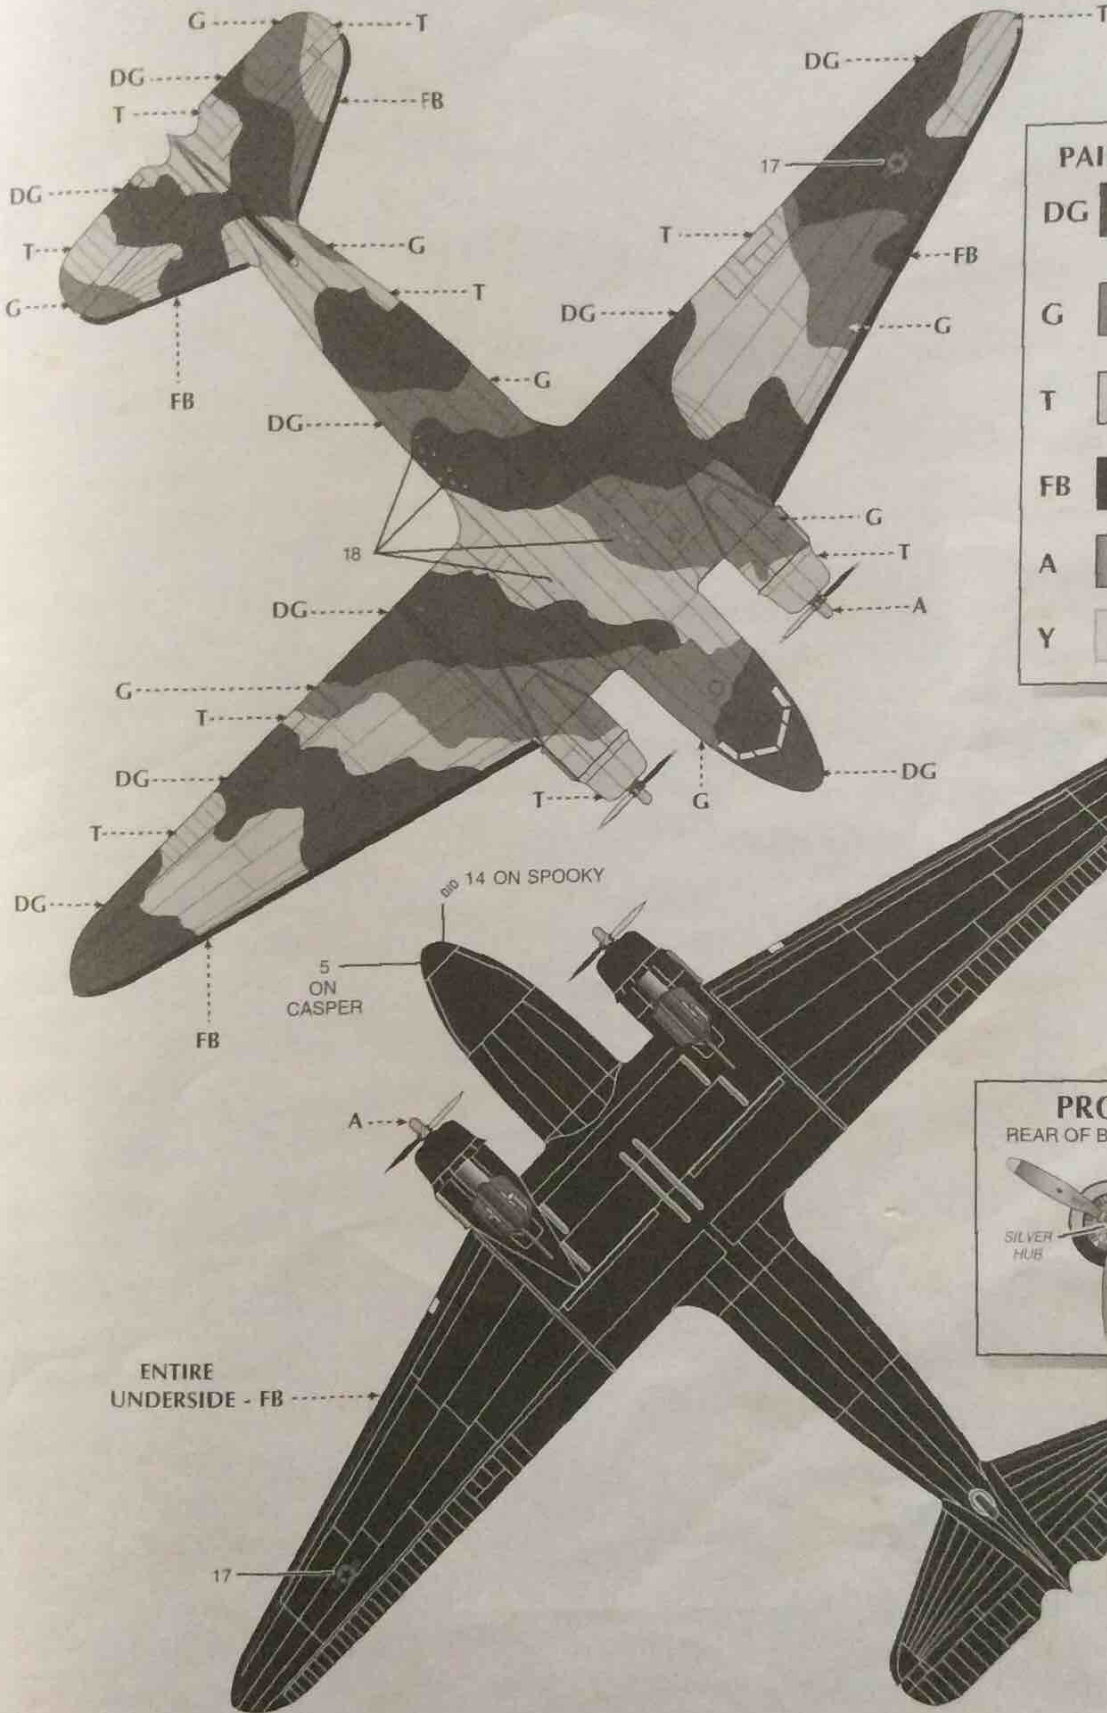 G
T
DG
T
FB
DG
T
G
FB
G
T
G
DG
18
DG
G
T
DG
T
DG
FB
T
DG
17
T
FB
DG
G
G
T
A
T
G
DG
PAI
DG
G
T
FB
A
Y
14 ON SPOOKY
5
ON
CASPER
A
PRO
REAR OF B
SILVER
HUB
ENTIRE
UNDERSIDE - FB
17